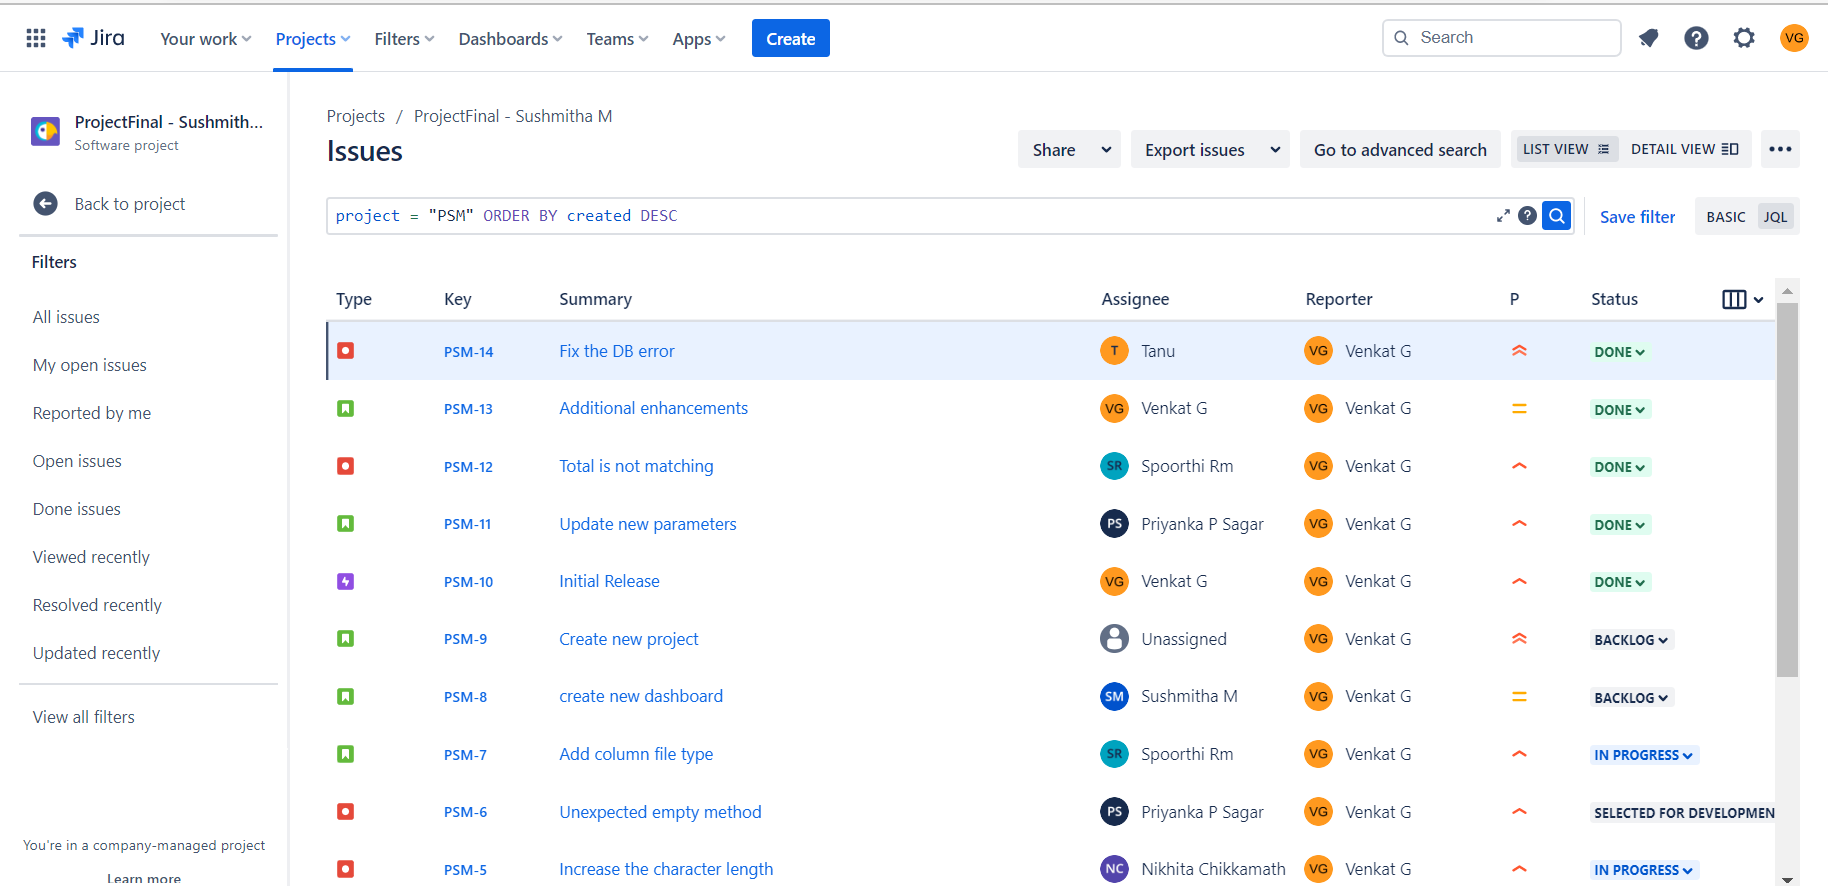 Jira Your work Projects Filters Dashboards Teams Apps Create Search VG
ProjectFinal - Sushmith...
Software project
Back to project
Filters
All issues
My open issues
Reported by me
Open issues
Done issues
Viewed recently
Resolved recently
Updated recently
View all filters
You're in a company-managed project
Learn more
Projects / ProjectFinal - Sushmitha M
Issues
Share Export issues Go to advanced search LIST VIEW DETAIL VIEW
project = "PSM" ORDER BY created DESC Save filter BASIC JQL
Type Key Summary Assignee Reporter P Status
PSM-14 Fix the DB error T Tanu VG Venkat G DONE
PSM-13 Additional enhancements VG Venkat G VG Venkat G DONE
PSM-12 Total is not matching SR Spoorthi Rm VG Venkat G DONE
PSM-11 Update new parameters PS Priyanka P Sagar VG Venkat G DONE
PSM-10 Initial Release VG Venkat G VG Venkat G DONE
PSM-9 Create new project Unassigned VG Venkat G BACKLOG
PSM-8 create new dashboard SM Sushmitha M VG Venkat G BACKLOG
PSM-7 Add column file type SR Spoorthi Rm VG Venkat G IN PROGRESS
PSM-6 Unexpected empty method PS Priyanka P Sagar VG Venkat G SELECTED FOR DEVELOPMEN
PSM-5 Increase the character length NC Nikhita Chikkamath VG Venkat G IN PROGRESS